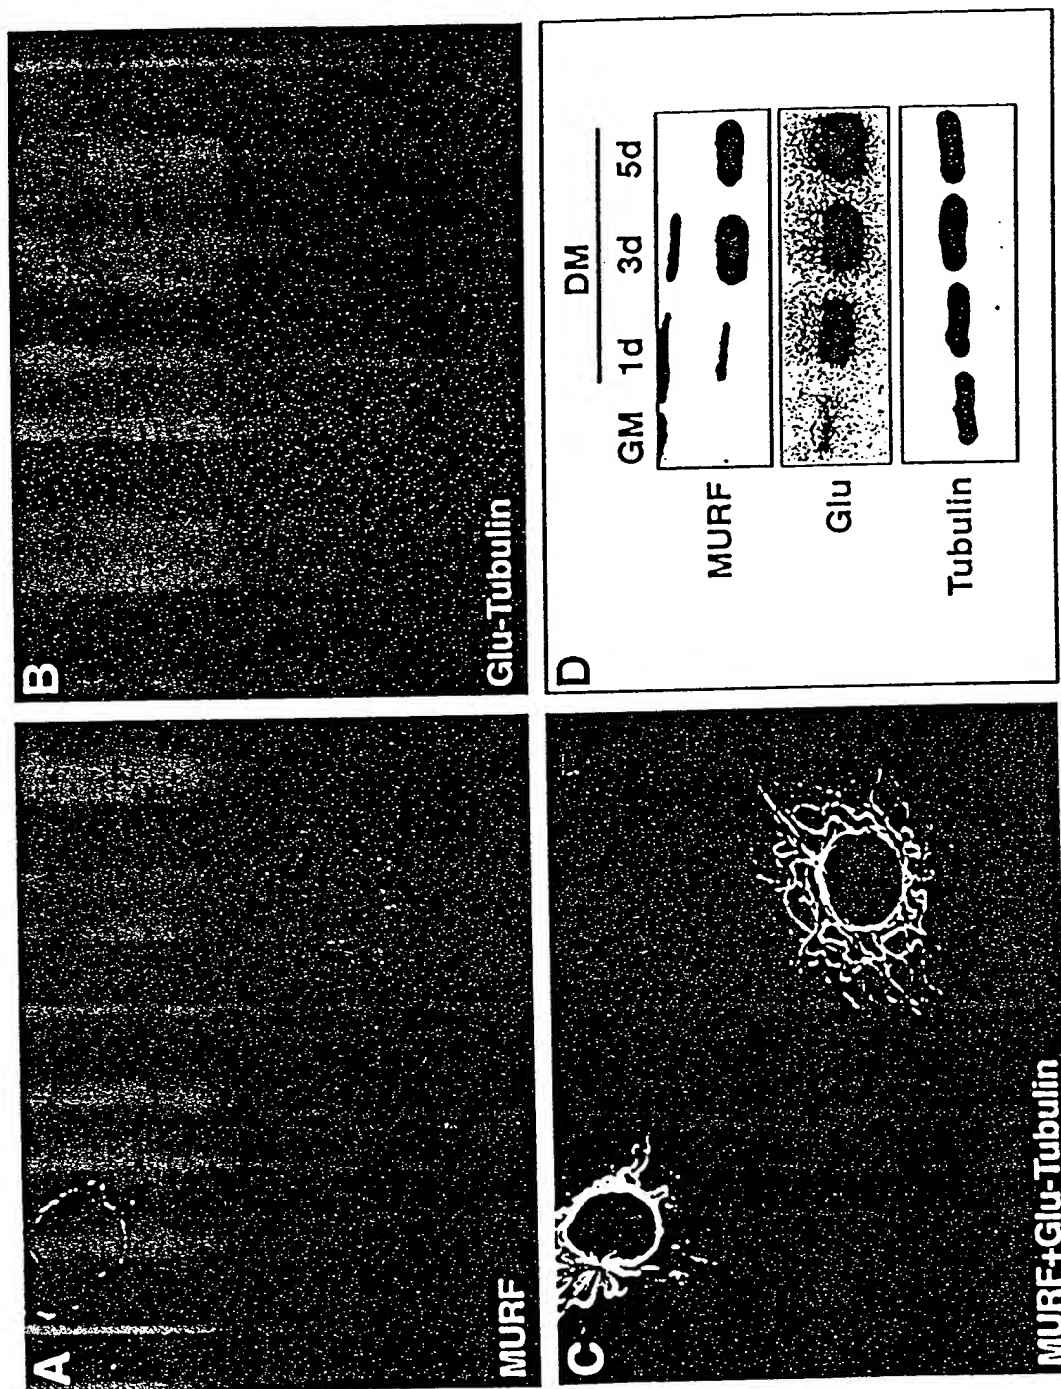 A
MURF
B
Glu-Tubulin
C
MURF+Glu-Tubulin
D
DM
GM 1d 3d 5d
MURF
Glu
Tubulin